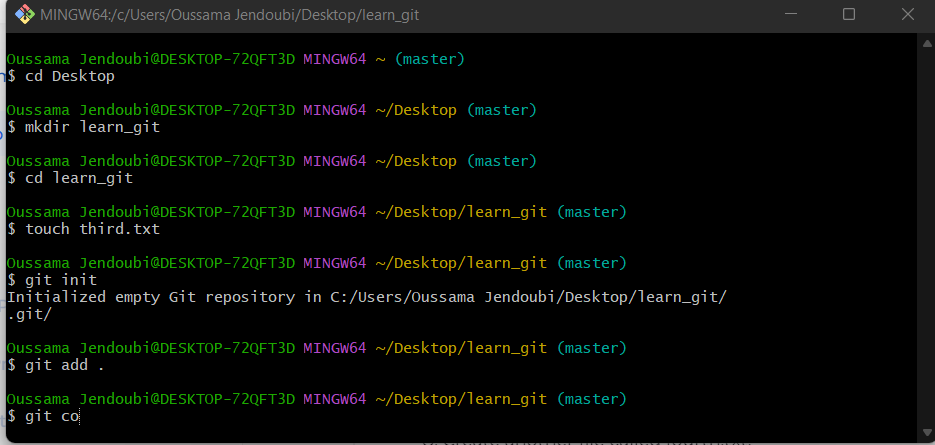 MINGW64:/c/Users/Oussama Jendoubi/Desktop/learn_git
Oussama Jendoubi@DESKTOP-72QFT3D MINGW64 ~ (master)
$ cd Desktop
Oussama Jendoubi@DESKTOP-72QFT3D MINGW64 ~/Desktop (master)
$ mkdir learn_git
Oussama Jendoubi@DESKTOP-72QFT3D MINGW64 ~/Desktop (master)
$ cd learn_git
Oussama Jendoubi@DESKTOP-72QFT3D MINGW64 ~/Desktop/learn_git (master)
$ touch third.txt
Oussama Jendoubi@DESKTOP-72QFT3D MINGW64 ~/Desktop/learn_git (master)
$ git init
Initialized empty Git repository in C:/Users/Oussama Jendoubi/Desktop/learn_git/
.git/
Oussama Jendoubi@DESKTOP-72QFT3D MINGW64 ~/Desktop/learn_git (master)
$ git add .
Oussama Jendoubi@DESKTOP-72QFT3D MINGW64 ~/Desktop/learn_git (master)
$ git co